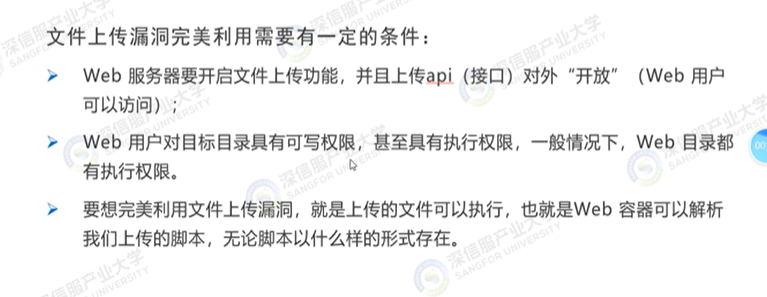 文件上传漏洞完美利用需要有一定的条件：
Web 服务器要开启文件上传功能，并且上传api（接口）对外“开放”（Web 用户
可以访问）；
Web 用户对目标目录具有可写权限，甚至具有执行权限，一般情况下，Web 目录都
有执行权限。
要想完美利用文件上传漏洞，就是上传的文件可以执行，也就是Web 容器可以解析
我们上传的脚本，无论脚本以什么样的形式存在。
深信服产业大学
SANGFOR UNIVERSITY
00